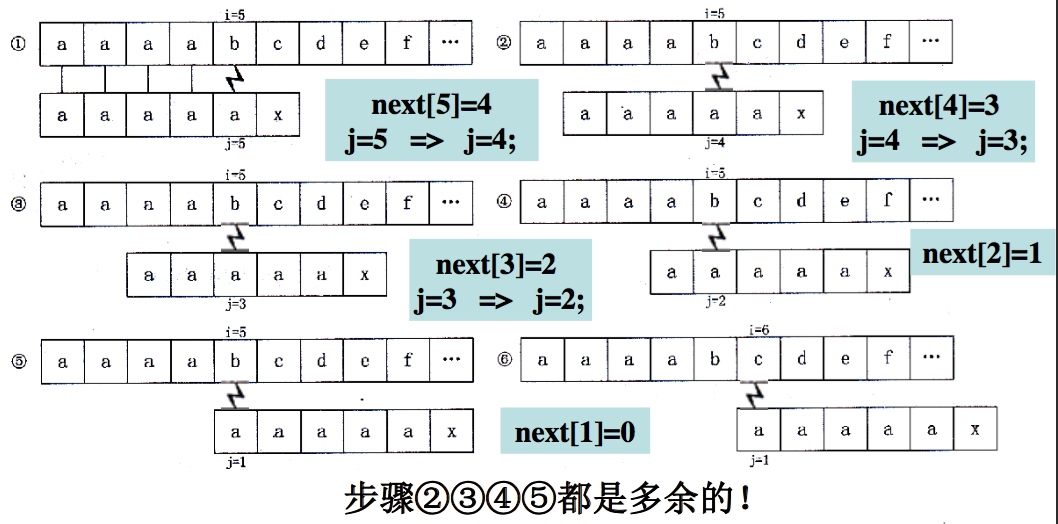 i=5
① a a a a b c d e f ···
a a a a a x
j=5
next[5]=4
j=5 => j=4;
i=5
② a a a a b c d e f ···
a a a a a x
j=4
next[4]=3
j=4 => j=3;
i=5
③ a a a a b c d e f ···
a a a a a x
j=3
next[3]=2
j=3 => j=2;
i=5
④ a a a a b c d e f ···
a a a a a x
j=2
next[2]=1
i=5
⑤ a a a a b c d e f ···
a a a a a x
j=1
next[1]=0
i=6
⑥ a a a a b c d e f ···
a a a a a x
j=1
步骤②③④⑤都是多余的！